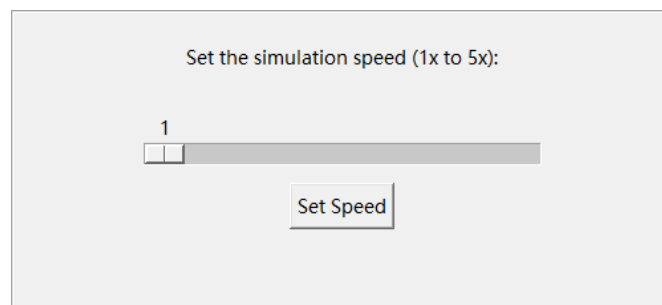 Set the simulation speed (1x to 5x):
1
Set Speed